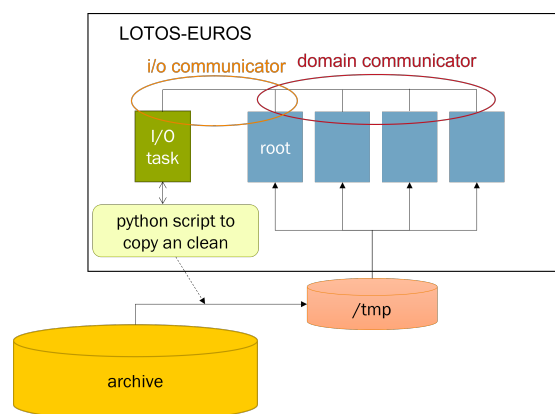 LOTOS-EUROS
i/o communicator
domain communicator
I/O
task
root
python script to
copy an clean
/tmp
archive